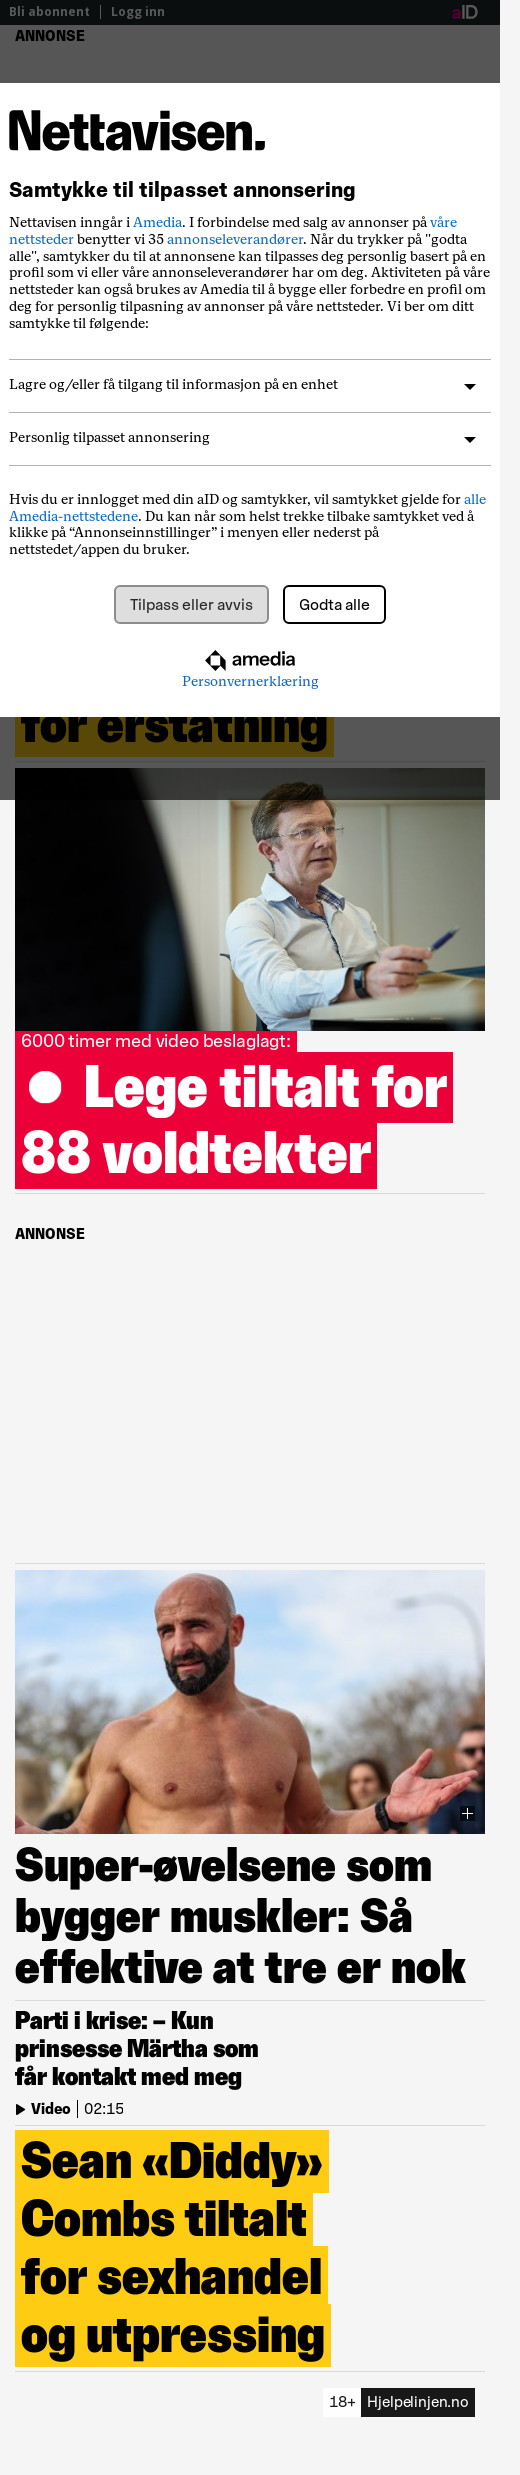 Bli abonnent
Logg inn
aID
ANNONSE
Nettavisen.
Samtykke til tilpasset annonsering
Nettavisen inngår i Amedia. I forbindelse med salg av annonser på våre
nettsteder benytter vi 35 annonseleverandører. Når du trykker på "godta
alle", samtykker du til at annonsene kan tilpasses deg personlig basert på en
profil som vi eller våre annonseleverandører har om deg. Aktiviteten på våre
nettsteder kan også brukes av Amedia til å bygge eller forbedre en profil om
deg for personlig tilpasning av annonser på våre nettsteder. Vi ber om ditt
samtykke til følgende:
Lagre og/eller få tilgang til informasjon på en enhet
Personlig tilpasset annonsering
Hvis du er innlogget med din aID og samtykker, vil samtykket gjelde for alle
Amedia-nettstedene. Du kan når som helst trekke tilbake samtykket ved å
klikke på “Annonseinnstillinger” i menyen eller nederst på
nettstedet/appen du bruker.
Tilpass eller avvis
Godta alle
amedia
Personvernerklæring
for erstatning
6000 timer med video beslaglagt:
Lege tiltalt for
88 voldtekter
ANNONSE
Super-øvelsene som
bygger muskler: Så
effektive at tre er nok
Parti i krise: – Kun
prinsesse Märtha som
får kontakt med meg
Video | 02:15
Sean «Diddy»
Combs tiltalt
for sexhandel
og utpressing
18+ Hjelpelinjen.no